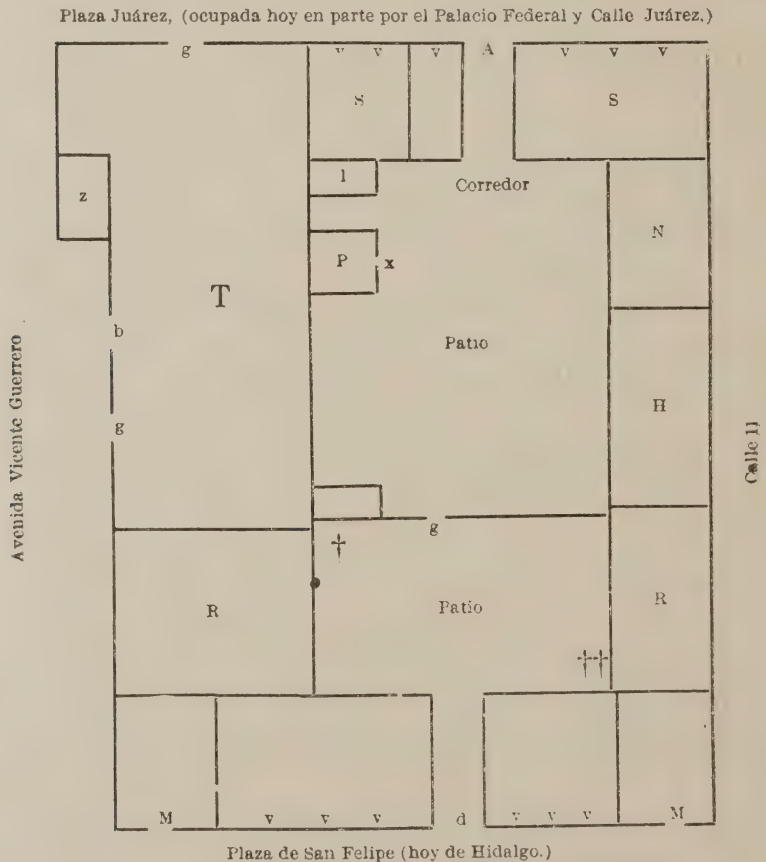 Plaza Juárez, (ocupada hoy en parte por el Palacio Federal y Calle Juárez.)
g v v v A v v v
S S
l
Corredor
z
N
P x
T
Avenida Vicente Guerrero
b
Patio
H
g
Calle 11
g
†
R
Patio
R
††
M v v v d v v v M
Plaza de San Felipe (hoy de Hidalgo.)